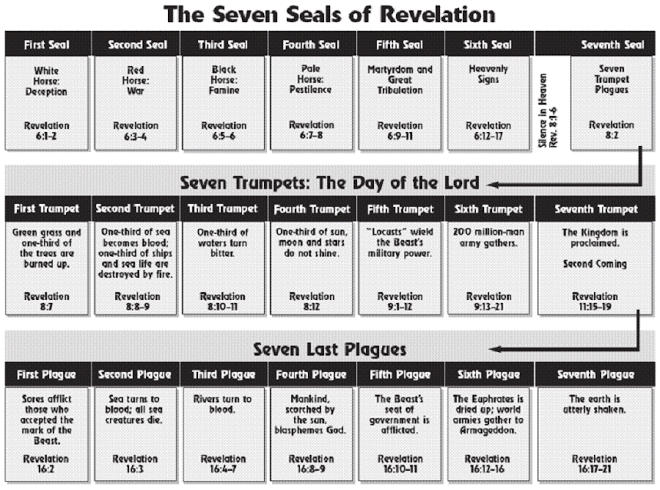 The Seven Seals of Revelation
First Seal Second Seal Third Seal Fourth Seal Fifth Seal Sixth Seal Seventh Seal
White
Horse:
Deception
Revelation
6:1-2
Red
Horse:
War
Revelation
6:3-4
Black
Horse:
Famine
Revelation
6:5-6
Pale
Horse:
Pestilence
Revelation
6:7-8
Martyrdom and
Great
Tribulation
Revelation
6:9-11
Heavenly
Signs
Revelation
6:12-17
Silence in Heaven
Rev. 8:1-6
Seven
Trumpet
Plagues
Revelation
8:2
Seven Trumpets: The Day of the Lord
First Trumpet Second Trumpet Third Trumpet Fourth Trumpet Fifth Trumpet Sixth Trumpet Seventh Trumpet
Green grass and
one-third of
the trees are
burned up.
Revelation
8:7
One-third of sea
becomes blood;
one-third of ships
and sea life are
destroyed by fire.
Revelation
8:8-9
One-third of
waters turn
bitter.
Revelation
8:10-11
One-third of sun,
moon and stars
do not shine.
Revelation
8:12
"Locusts" wield
the Beast's
military power.
Revelation
9:1-12
200 million-man
army gathers.
Revelation
9:13-21
The Kingdom is
proclaimed.
Second Coming
Revelation
11:15-19
Seven Last Plagues
First Plague Second Plague Third Plague Fourth Plague Fifth Plague Sixth Plague Seventh Plague
Sores afflict
those who
accepted the
mark of the
Beast.
Revelation
16:2
Sea turns to
blood; all sea
creatures die.
Revelation
16:3
Rivers turn to
blood.
Revelation
16:4-7
Mankind,
scorched by
the sun,
blasphemes God.
Revelation
16:8-9
The Beast's
seat of
government is
afflicted.
Revelation
16:10-11
The Euphrates is
dried up; world
armies gather to
Armageddon.
Revelation
16:12-16
The earth is
utterly shaken.
Revelation
16:17-21